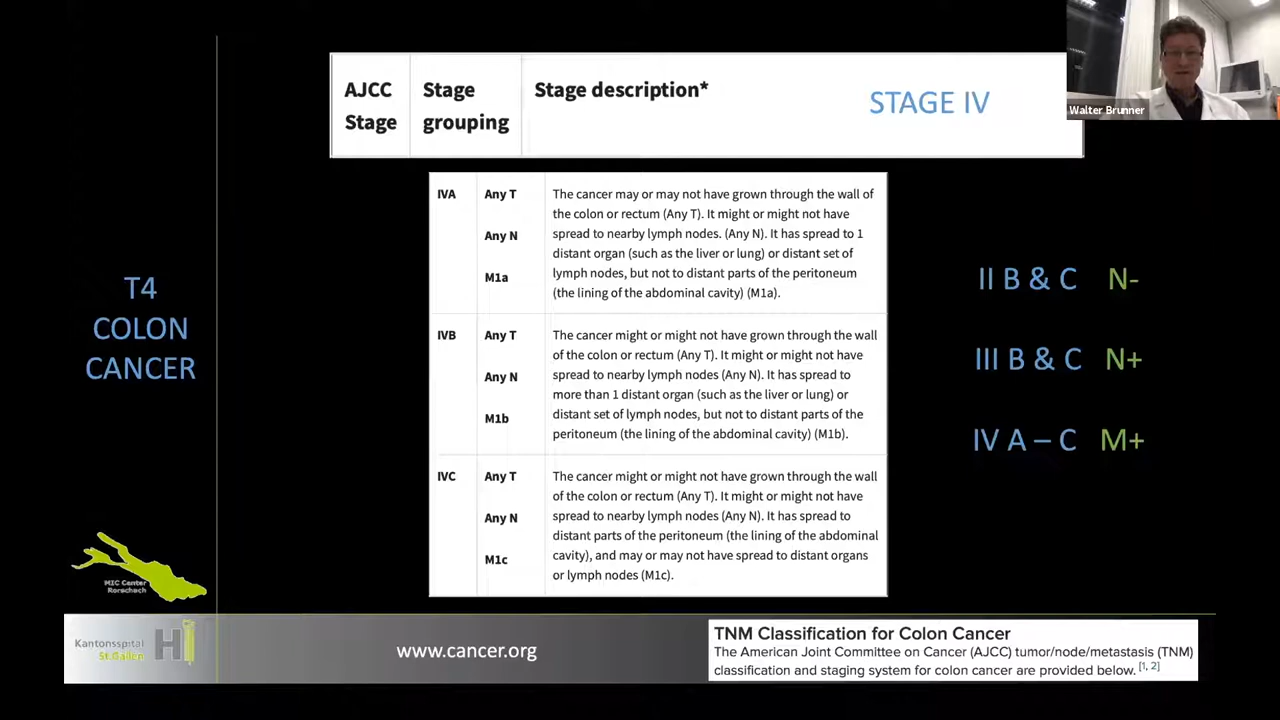 AJCC Stage
Stage grouping
Stage description*
STAGE IV
Walter Brunner
IVA
Any T
Any N
M1a
The cancer may or may not have grown through the wall of
the colon or rectum (Any T). It might or might not have
spread to nearby lymph nodes. (Any N). It has spread to 1
distant organ (such as the liver or lung) or distant set of
lymph nodes, but not to distant parts of the peritoneum
(the lining of the abdominal cavity) (M1a).
IVB
Any T
Any N
M1b
The cancer might or might not have grown through the wall
of the colon or rectum (Any T). It might or might not have
spread to nearby lymph nodes (Any N). It has spread to
more than 1 distant organ (such as the liver or lung) or
distant set of lymph nodes, but not to distant parts of the
peritoneum (the lining of the abdominal cavity) (M1b).
IVC
Any T
Any N
M1c
The cancer might or might not have grown through the wall
of the colon or rectum (Any T). It might or might not have
spread to nearby lymph nodes (Any N). It has spread to
distant parts of the peritoneum (the lining of the abdominal
cavity), and may or may not have spread to distant organs
or lymph nodes (M1c).
T4
COLON
CANCER
II B & C N-
III B & C N+
IV A – C M+
MIC Center
Rorschach
Kantonsspital
St.Gallen
www.cancer.org
TNM Classification for Colon Cancer
The American Joint Committee on Cancer (AJCC) tumor/node/metastasis (TNM)
classification and staging system for colon cancer are provided below. [1, 2]